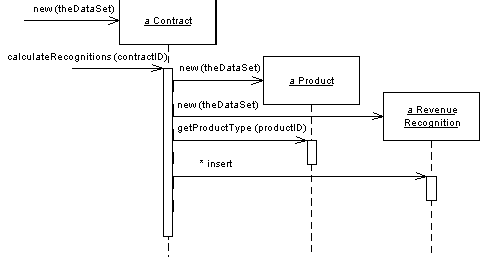 new (theDataSet)
a Contract
calculateRecognitions (contractID)
new (theDataSet)
a Product
new (theDataSet)
a Revenue
Recognition
getProductType (productID)
* insert